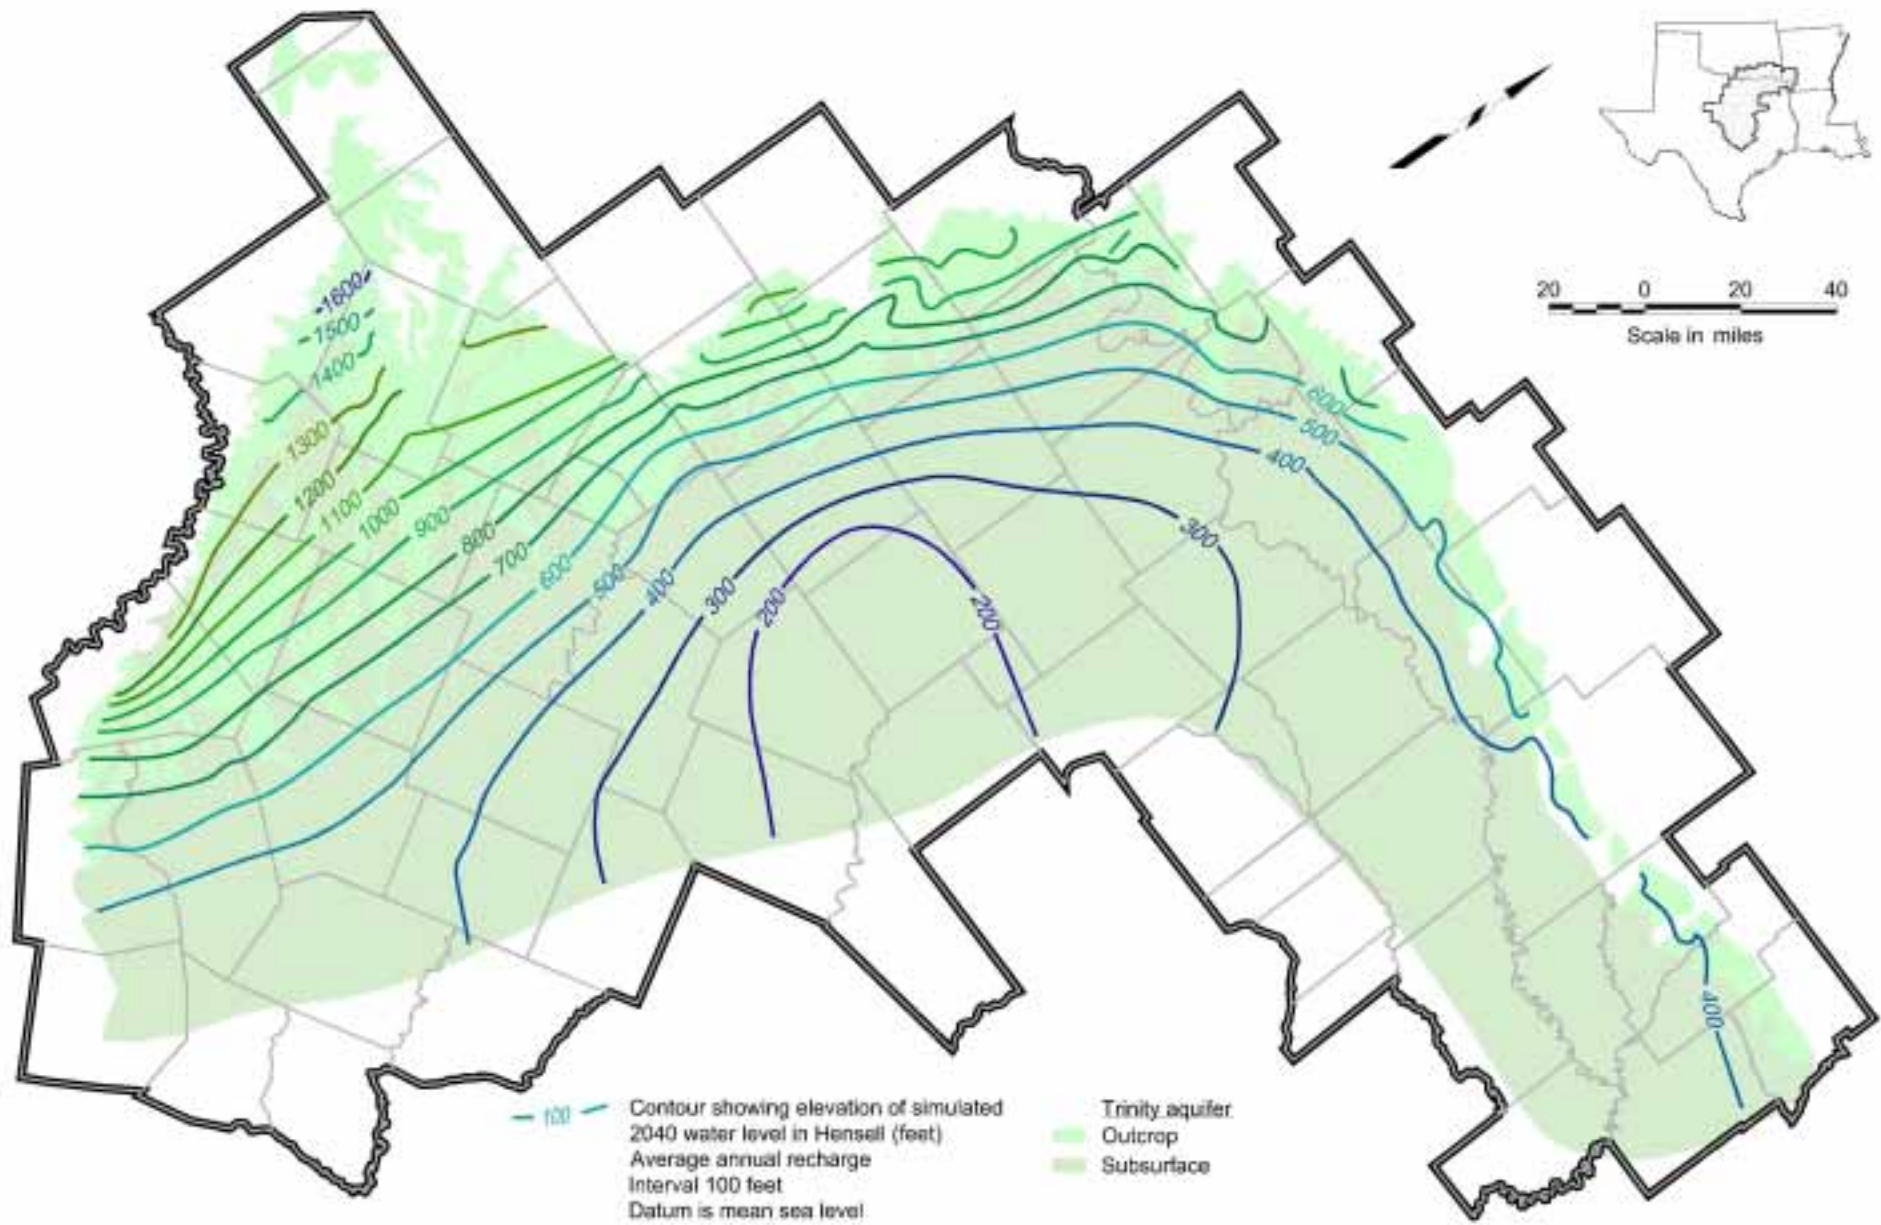 20 0 20 40
Scale in miles
1600
1500
1400
1300
1200
1100
1000
900
800
700
600
500
400
300
200
200
300
400
500
600
400
100
Contour showing elevation of simulated
2040 water level in Hensell (feet)
Average annual recharge
Interval 100 feet
Datum is mean sea level
Trinity aquifer
Outcrop
Subsurface